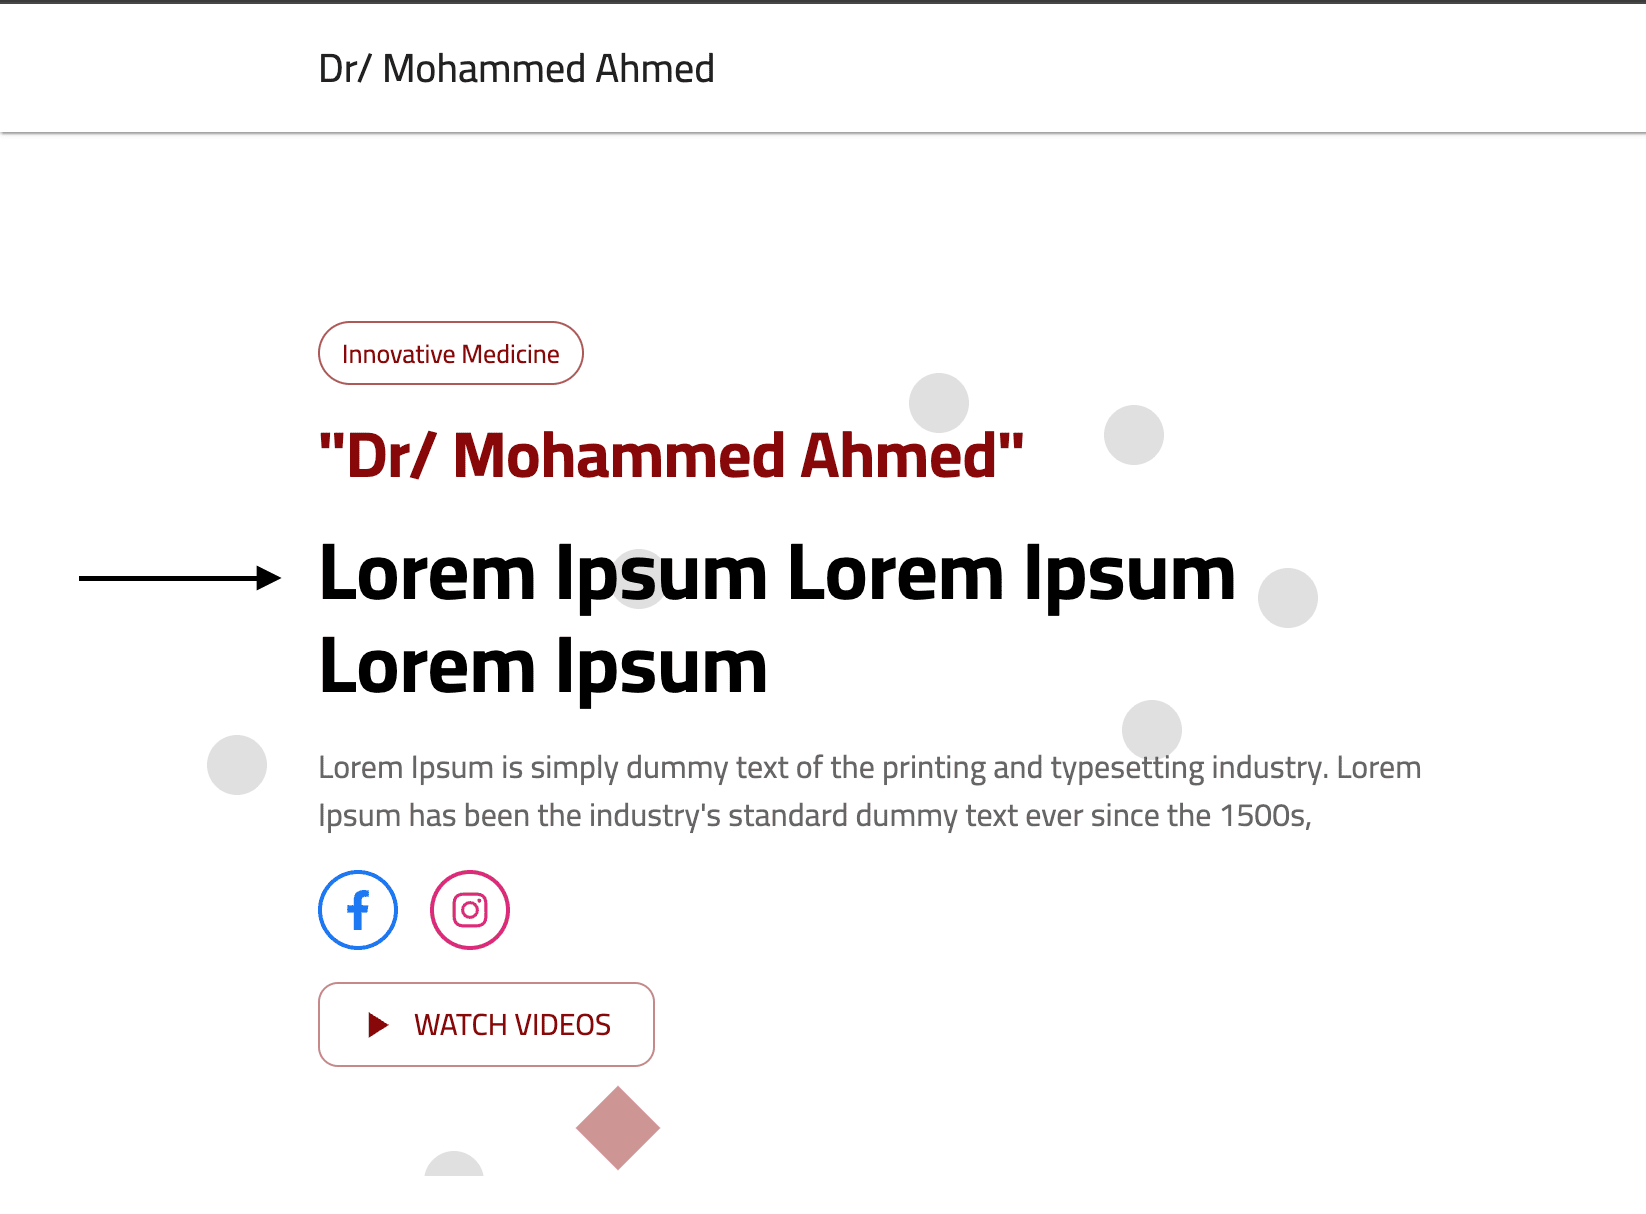 Dr/ Mohammed Ahmed
Innovative Medicine
"Dr/ Mohammed Ahmed"
Lorem Ipsum Lorem Ipsum
Lorem Ipsum
Lorem Ipsum is simply dummy text of the printing and typesetting industry. Lorem
Ipsum has been the industry's standard dummy text ever since the 1500s,
WATCH VIDEOS